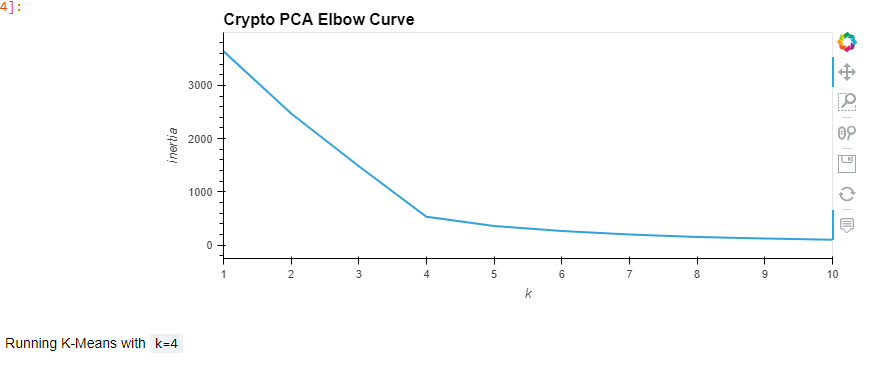 4]:
Crypto PCA Elbow Curve
3000
2000
1000
0
inertia
1 2 3 4 5 6 7 8 9 10
k
Running K-Means with k=4